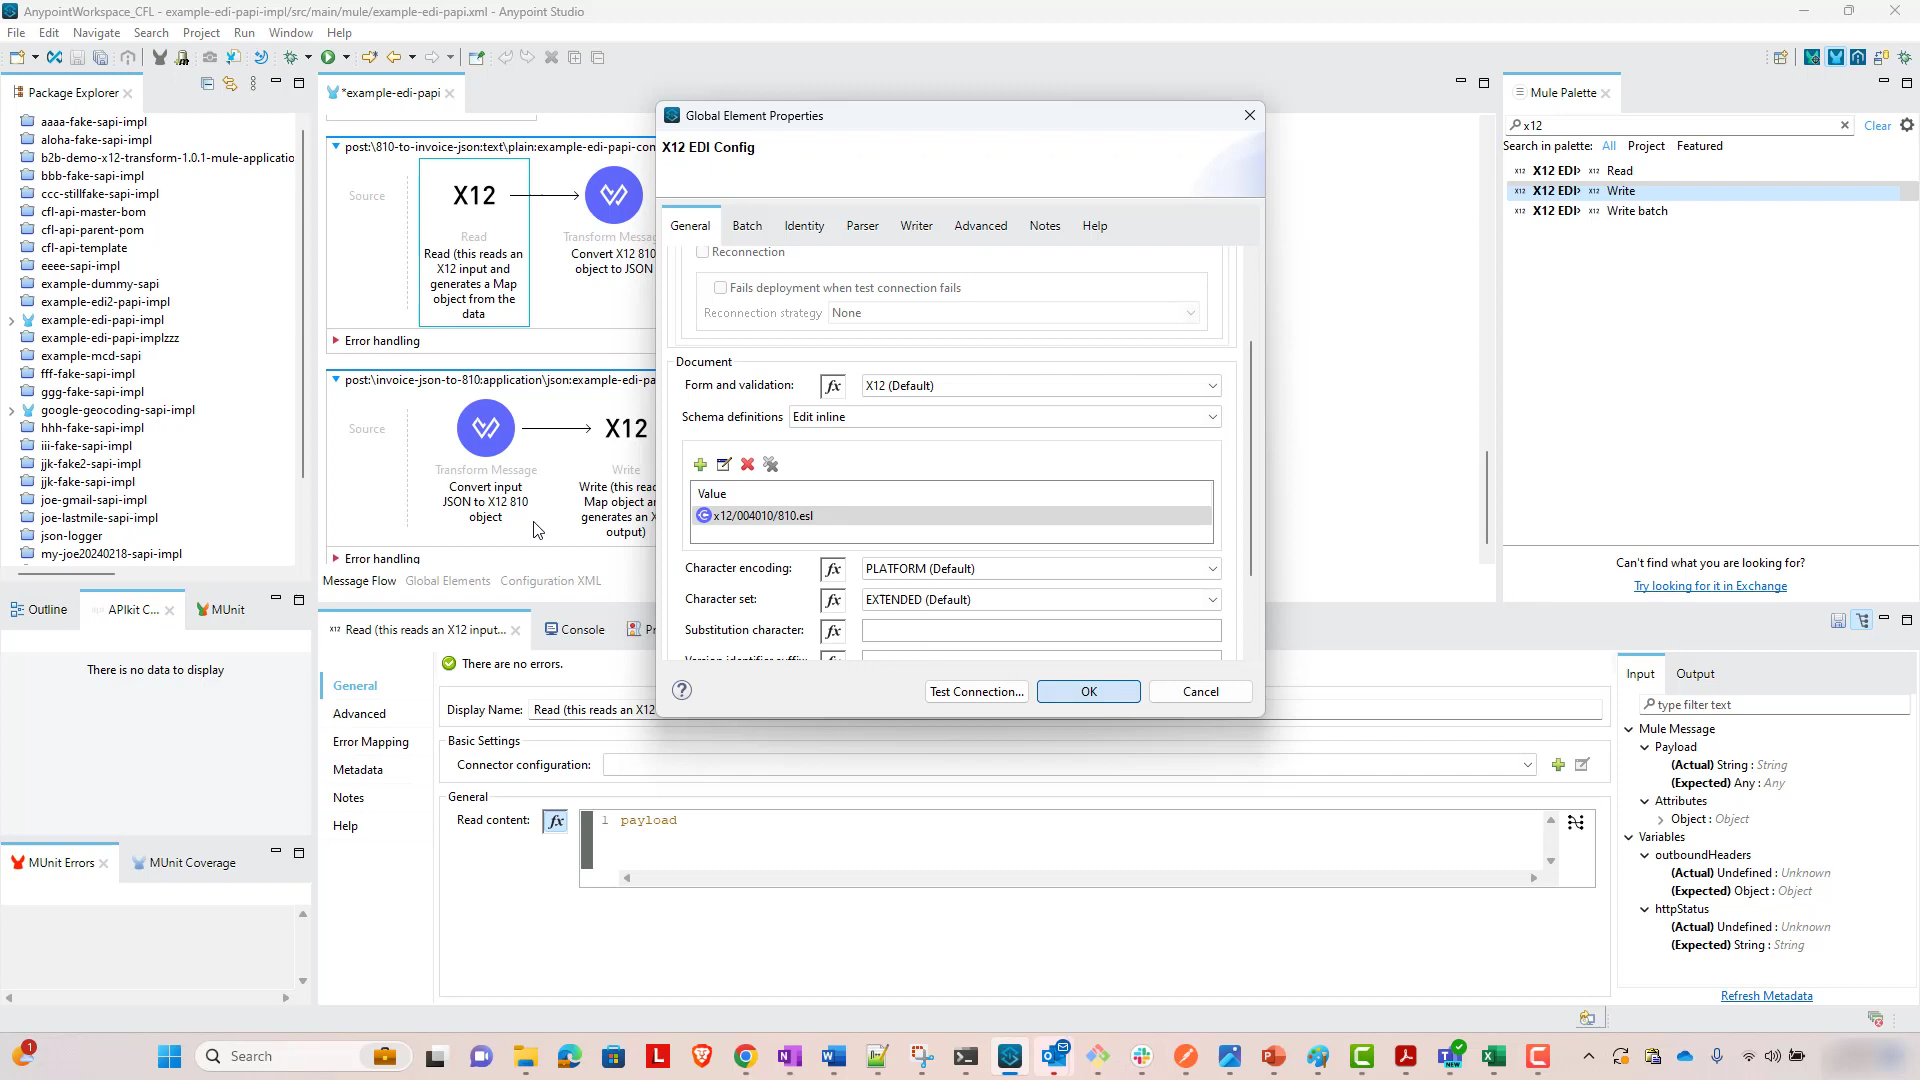 AnypointWorkspace_CFL - example-edi-papi-impl/src/main/mule/example-edi-papi.xml - Anypoint Studio
File Edit Navigate Search Project Run Window Help
Package Explorer
aaaa-fake-sapi-impl
aloha-fake-sapi-impl
b2b-demo-x12-transform-1.0.1-mule-applicatio
bbb-fake-sapi-impl
ccc-stillfake-sapi-impl
cfl-api-master-bom
cfl-api-parent-pom
cfl-api-template
eeee-sapi-impl
example-dummy-sapi
example-edi2-papi-impl
example-edi-papi-impl
example-edi-papi-implzzz
example-mcd-sapi
fff-fake-sapi-impl
ggg-fake-sapi-impl
google-geocoding-sapi-impl
hhh-fake-sapi-impl
iii-fake-sapi-impl
jjk-fake2-sapi-impl
jjk-fake-sapi-impl
joe-gmail-sapi-impl
joe-lastmile-sapi-impl
json-logger
my-joe20240218-sapi-impl
Outline APIkit C... MUnit
There is no data to display
MUnit Errors MUnit Coverage
*example-edi-papi
post:\810-to-invoice-json:text\plain:example-edi-papi-con
Source
X12
Read
Read (this reads an
X12 input and
generates a Map
object from the
data
Transform Messag
Convert X12 810
object to JSON
Error handling
post:\invoice-json-to-810:application\json:example-edi-pa
Source
Transform Message
Convert input
JSON to X12 810
object
X12
Write
Write (this read
Map object an
generates an X
output)
Error handling
Message Flow Global Elements Configuration XML
Global Element Properties
X12 EDI Config
General Batch Identity Parser Writer Advanced Notes Help
Reconnection
Fails deployment when test connection fails
Reconnection strategy None
Document
Form and validation: fx X12 (Default)
Schema definitions Edit inline
Value
x12/004010/810.esl
Character encoding: fx PLATFORM (Default)
Character set: fx EXTENDED (Default)
Substitution character: fx
Test Connection... OK Cancel
Read (this reads an X12 input... Console
There are no errors.
General
Advanced
Error Mapping
Metadata
Notes
Help
Display Name: Read (this reads an X12
Basic Settings
Connector configuration:
General
Read content: fx 1 payload
Mule Palette
x12 Clear
Search in palette: All Project Featured
X12 EDI> X12 Read
X12 EDI> X12 Write
X12 EDI> X12 Write batch
Can't find what you are looking for?
Try looking for it in Exchange
Input Output
type filter text
Mule Message
Payload
(Actual) String : String
(Expected) Any : Any
Attributes
Object : Object
Variables
outboundHeaders
(Actual) Undefined : Unknown
(Expected) Object : Object
httpStatus
(Actual) Undefined : Unknown
(Expected) String : String
Refresh Metadata
1
Search
NEW